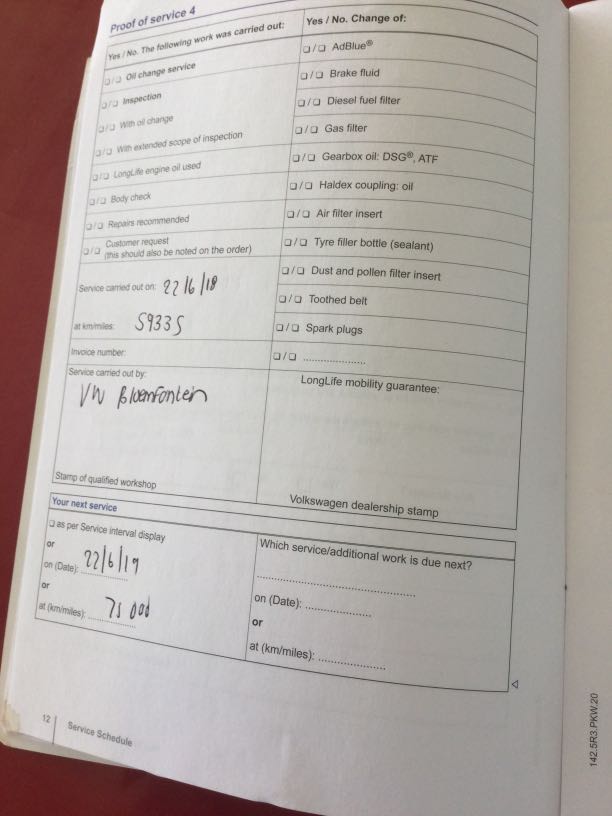 Proof of service 4
Yes / No. The following work was carried out:
❏/❏ Oil change service
❏/❏ Inspection
❏/❏ With oil change
❏/❏ With extended scope of inspection
❏/❏ LongLife engine oil used
❏/❏ Body check
❏/❏ Repairs recommended
❏/❏ Customer request
(this should also be noted on the order)
Service carried out on: 22/6/18
at km/miles: 59335
Invoice number:
Service carried out by:
VW Bloemfontein
Stamp of qualified workshop
Yes / No. Change of:
❏/❏ AdBlue®
❏/❏ Brake fluid
❏/❏ Diesel fuel filter
❏/❏ Gas filter
❏/❏ Gearbox oil: DSG®, ATF
❏/❏ Haldex coupling: oil
❏/❏ Air filter insert
❏/❏ Tyre filler bottle (sealant)
❏/❏ Dust and pollen filter insert
❏/❏ Toothed belt
❏/❏ Spark plugs
❏/❏ .....................
LongLife mobility guarantee:
Volkswagen dealership stamp
Your next service
❏ as per Service interval display
or
on (Date): 22/6/19
or
at (km/miles): 75 000
Which service/additional work is due next?
.....................................................
on (Date): ......................
or
at (km/miles): ......................
12 Service Schedule
142.5R3.PKW.20